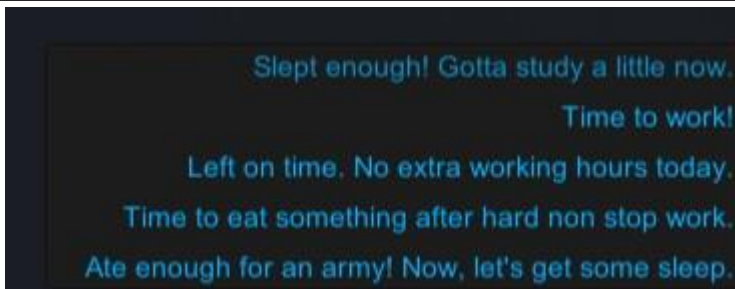 Slept enough! Gotta study a little now.
Time to work!
Left on time. No extra working hours today.
Time to eat something after hard non stop work.
Ate enough for an army! Now, let's get some sleep.